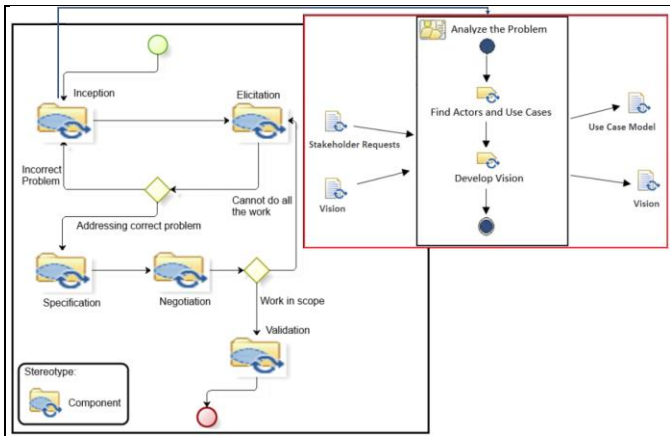 Inception
Elicitation
Incorrect
Problem
Cannot do all
the work
Addressing correct problem
Specification
Negotiation
Work in scope
Validation
Stereotype:
Component
Analyze the Problem
Find Actors and Use Cases
Stakeholder Requests
Use Case Model
Develop Vision
Vision
Vision